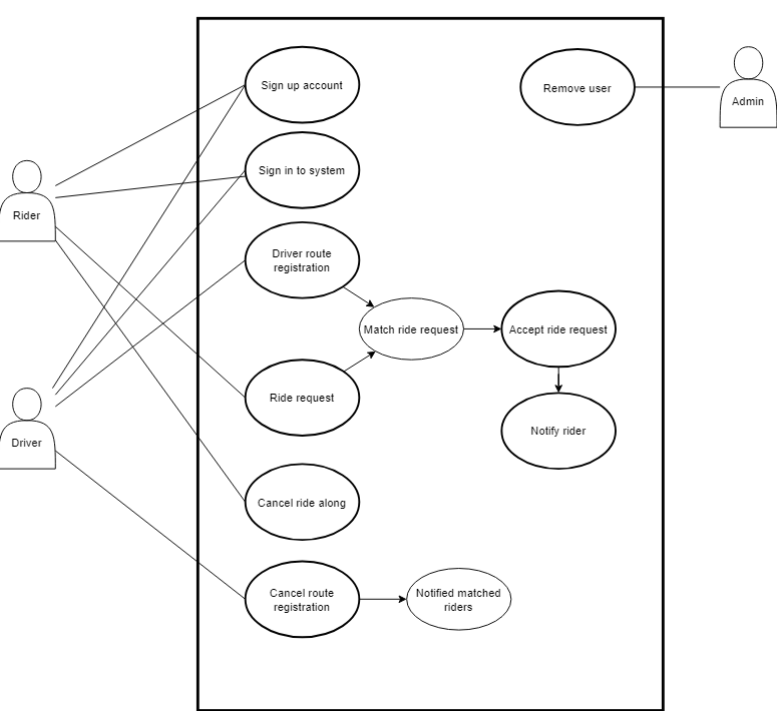 Sign up account
Remove user
Admin
Sign in to system
Rider
Driver route
registration
Match ride request
Accept ride request
Ride request
Notify rider
Driver
Cancel ride along
Cancel route
registration
Notified matched
riders